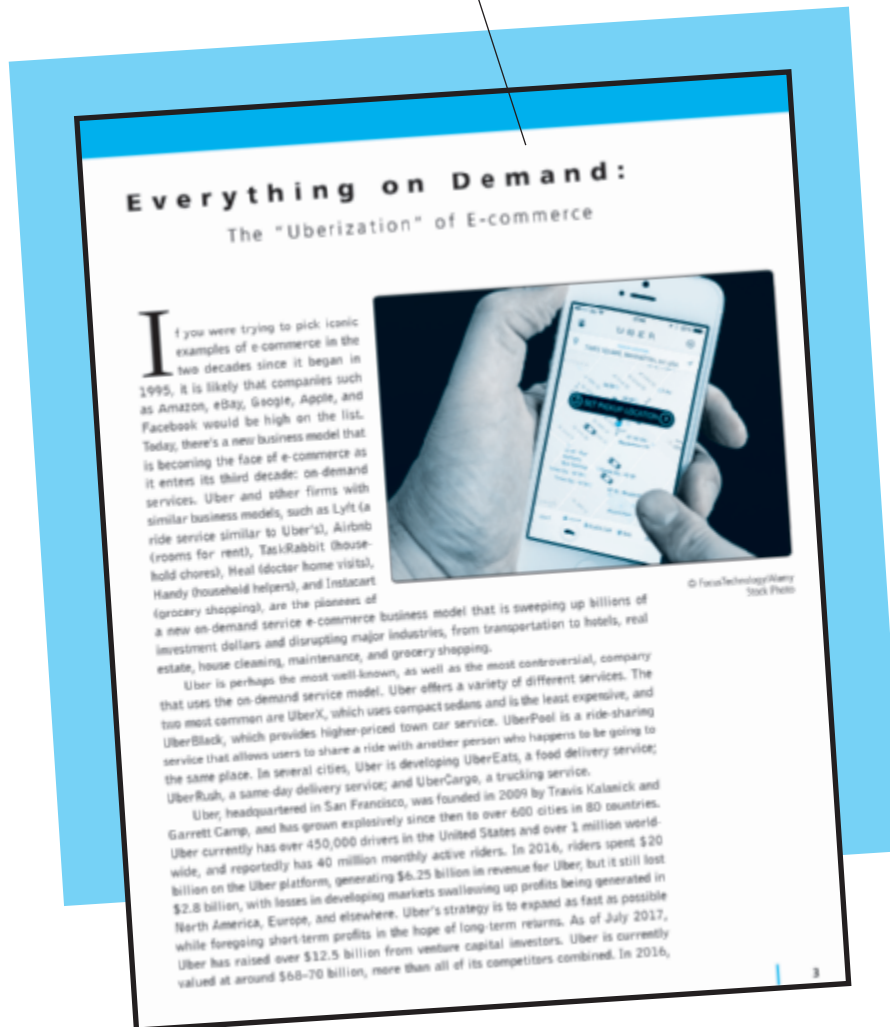 Everything on Demand:
The "Uberization" of E-commerce
If you were trying to pick iconic
examples of e-commerce in the
two decades since it began in
1995, it is likely that companies such
as Amazon, eBay, Google, Apple, and
Facebook would be high on the list.
Today, there's a new business model that
is becoming the face of e-commerce as
it enters its third decade: on-demand
services. Uber and other firms with
similar business models, such as Lyft (a
ride service similar to Uber's), Airbnb
(rooms for rent), TaskRabbit (house-
hold chores), Heal (doctor home visits),
Handy (household helpers), and Instacart
(grocery shopping), are the pioneers of
a new on-demand service e-commerce business model that is sweeping up billions of
investment dollars and disrupting major industries, from transportation to hotels, real
estate, house cleaning, maintenance, and grocery shopping.
Uber is perhaps the most well-known, as well as the most controversial, company
that uses the on-demand service model. Uber offers a variety of different services. The
two most common are UberX, which uses compact sedans and is the least expensive, and
UberBlack, which provides higher-priced town car service. UberPool is a ride-sharing
service that allows users to share a ride with another person who happens to be going to
the same place. In several cities, Uber is developing UberEats, a food delivery service;
UberRush, a same-day delivery service; and UberCargo, a trucking service.
Uber, headquartered in San Francisco, was founded in 2009 by Travis Kalanick and
Garrett Camp, and has grown explosively since then to over 600 cities in 80 countries.
Uber currently has over 450,000 drivers in the United States and over 1 million world-
wide, and reportedly has 40 million monthly active riders. In 2016, riders spent $20
billion on the Uber platform, generating $6.25 billion in revenue for Uber, but it still lost
$2.8 billion, with losses in developing markets swallowing up profits being generated in
North America, Europe, and elsewhere. Uber's strategy is to expand as fast as possible
while foregoing short-term profits in the hope of long-term returns. As of July 2017,
Uber has raised over $12.5 billion from venture capital investors. Uber is currently
valued at around $68–70 billion, more than all of its competitors combined. In 2016,
UBER
SET PICKUP LOCATION
© FocusTechnology/Alamy
Stock Photo
3